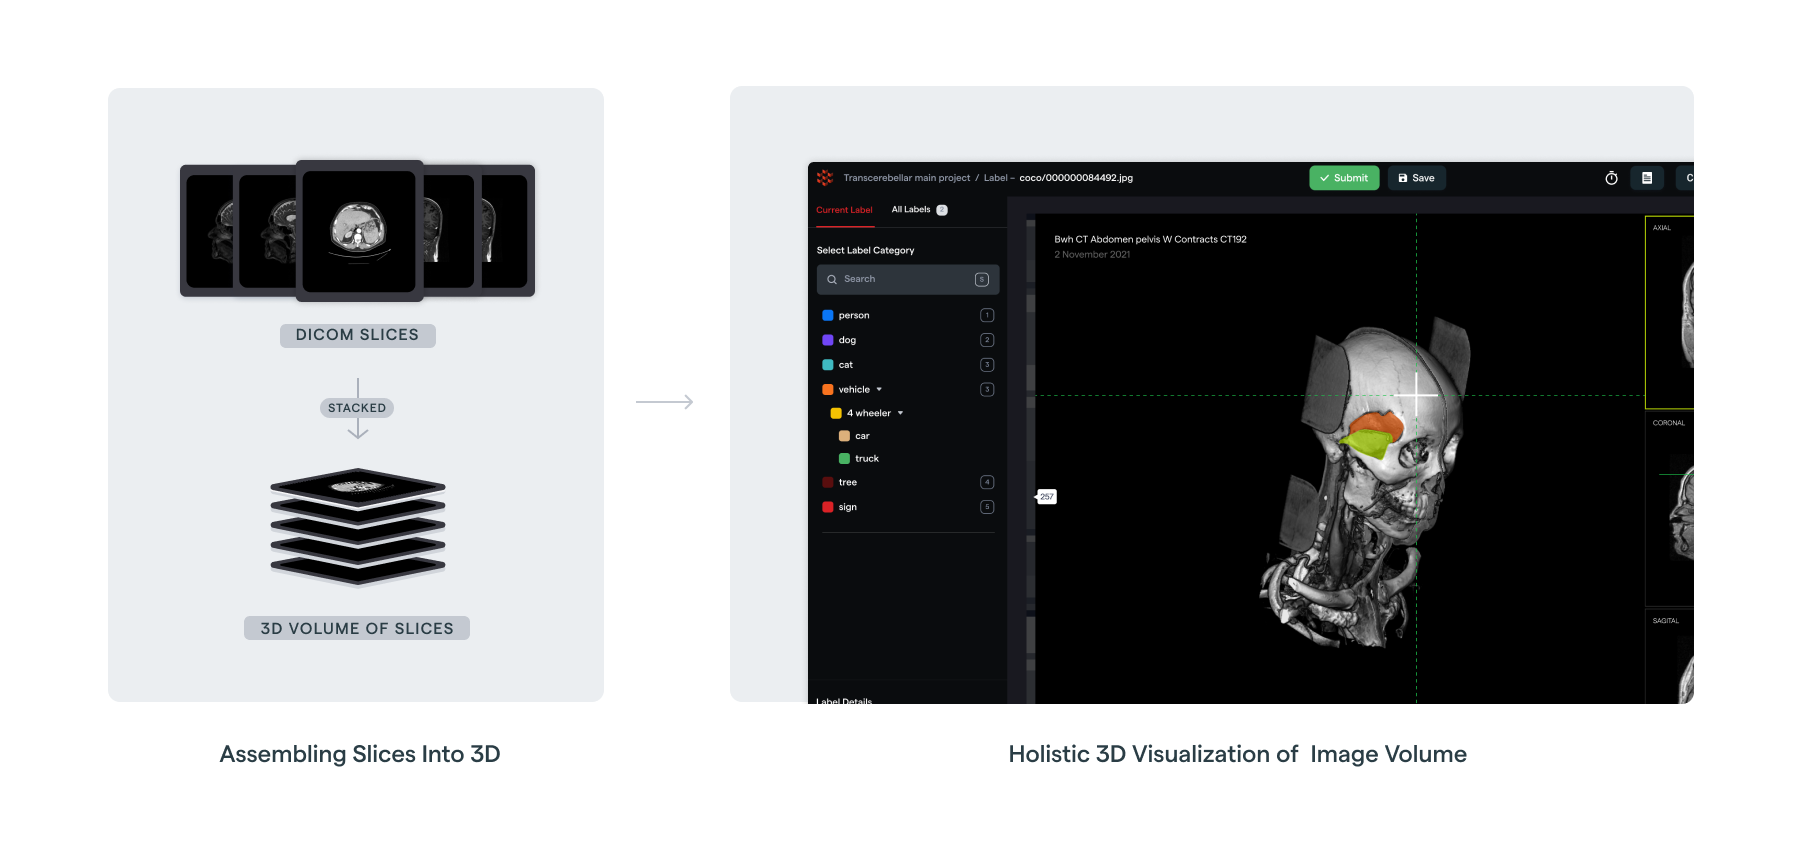 DICOM SLICES
STACKED
3D VOLUME OF SLICES
Assembling Slices Into 3D
Transcerebellar main project / Label – coco/000000084492.jpg
Submit
Save
C
Current Label
All Labels 2
Select Label Category
Search S
person 1
dog 2
cat 3
vehicle 3
4 wheeler
car
truck
tree 4
sign 5
Label Details
Bwh CT Abdomen pelvis W Contracts CT192
2 November 2021
257
AXIAL
CORONAL
SAGITAL
Holistic 3D Visualization of Image Volume